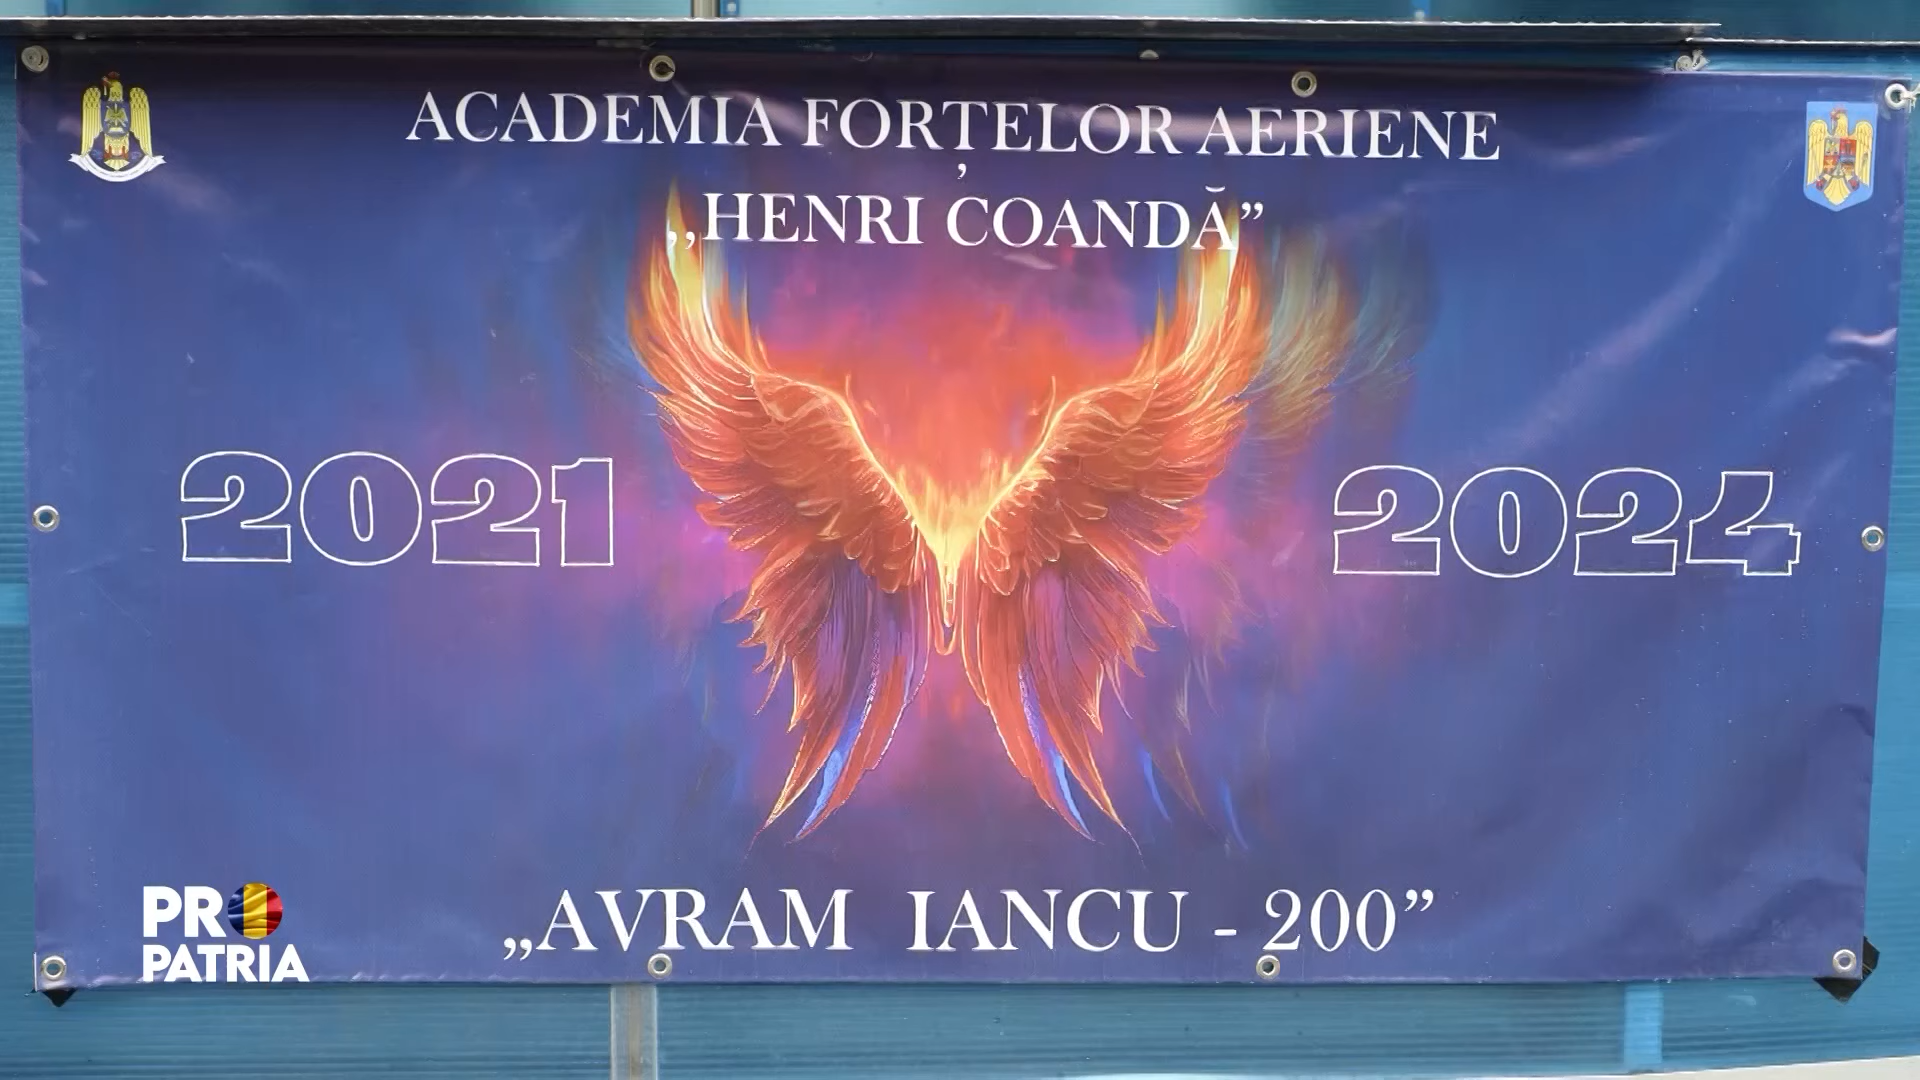 ACADEMIA FORȚELOR AERIENE
,,HENRI COANDĂ”
2021
2024
„AVRAM IANCU - 200”
PRO
PATRIA